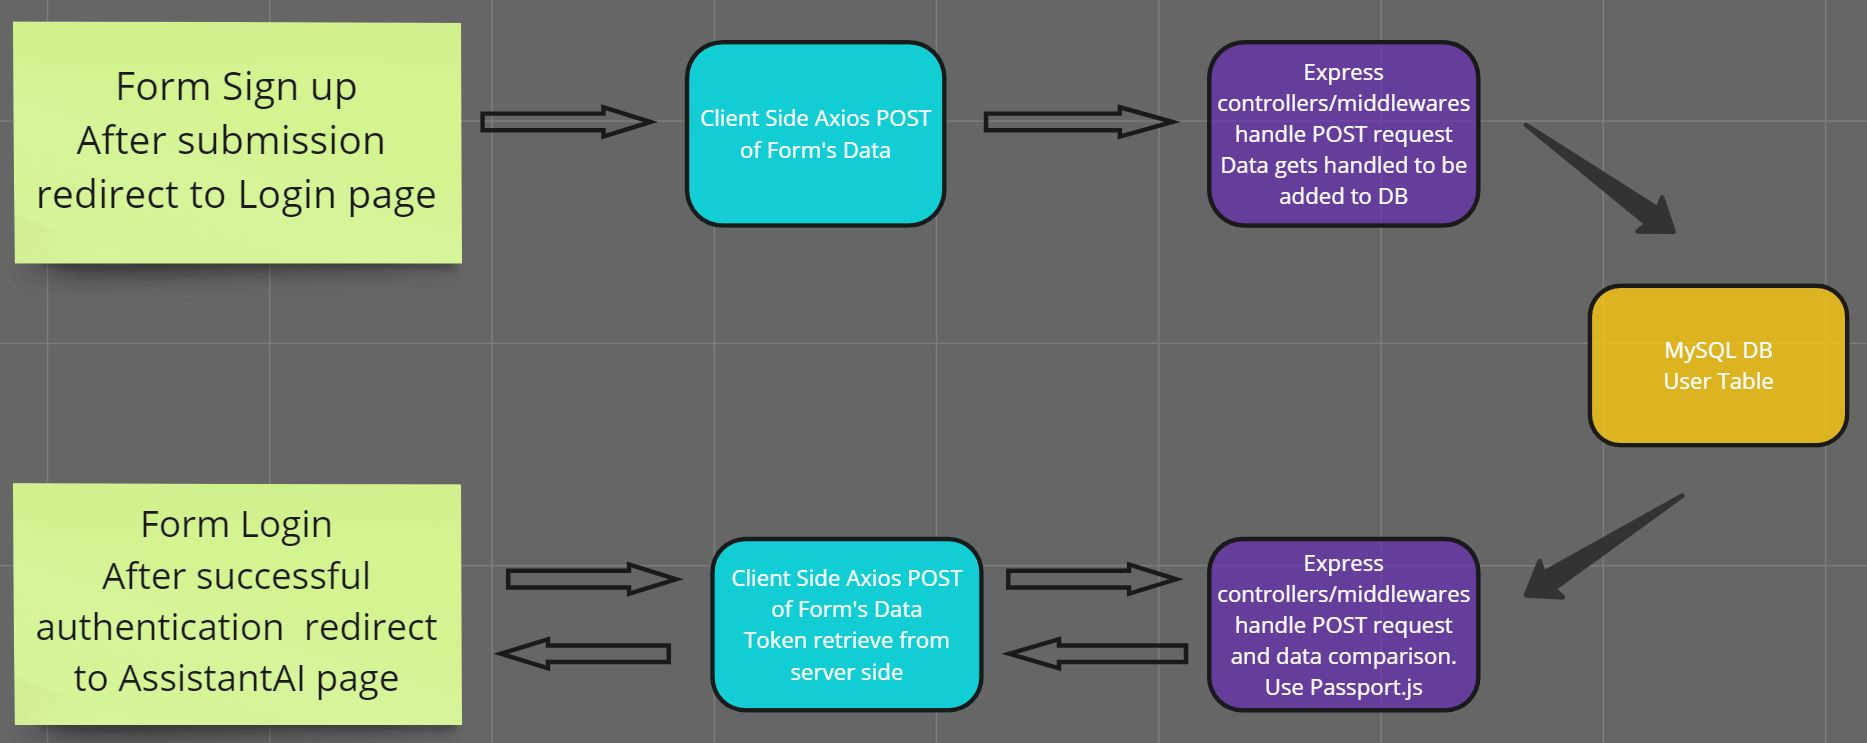 Form Sign up
After submission
redirect to Login page
Client Side Axios POST
of Form's Data
Express
controllers/middlewares
handle POST request
Data gets handled to be
added to DB
MySQL DB
User Table
Form Login
After successful
authentication  redirect
to AssistantAI page
Client Side Axios POST
of Form's Data
Token retrieve from
server side
Express
controllers/middlewares
handle POST request
and data comparison.
Use Passport.js